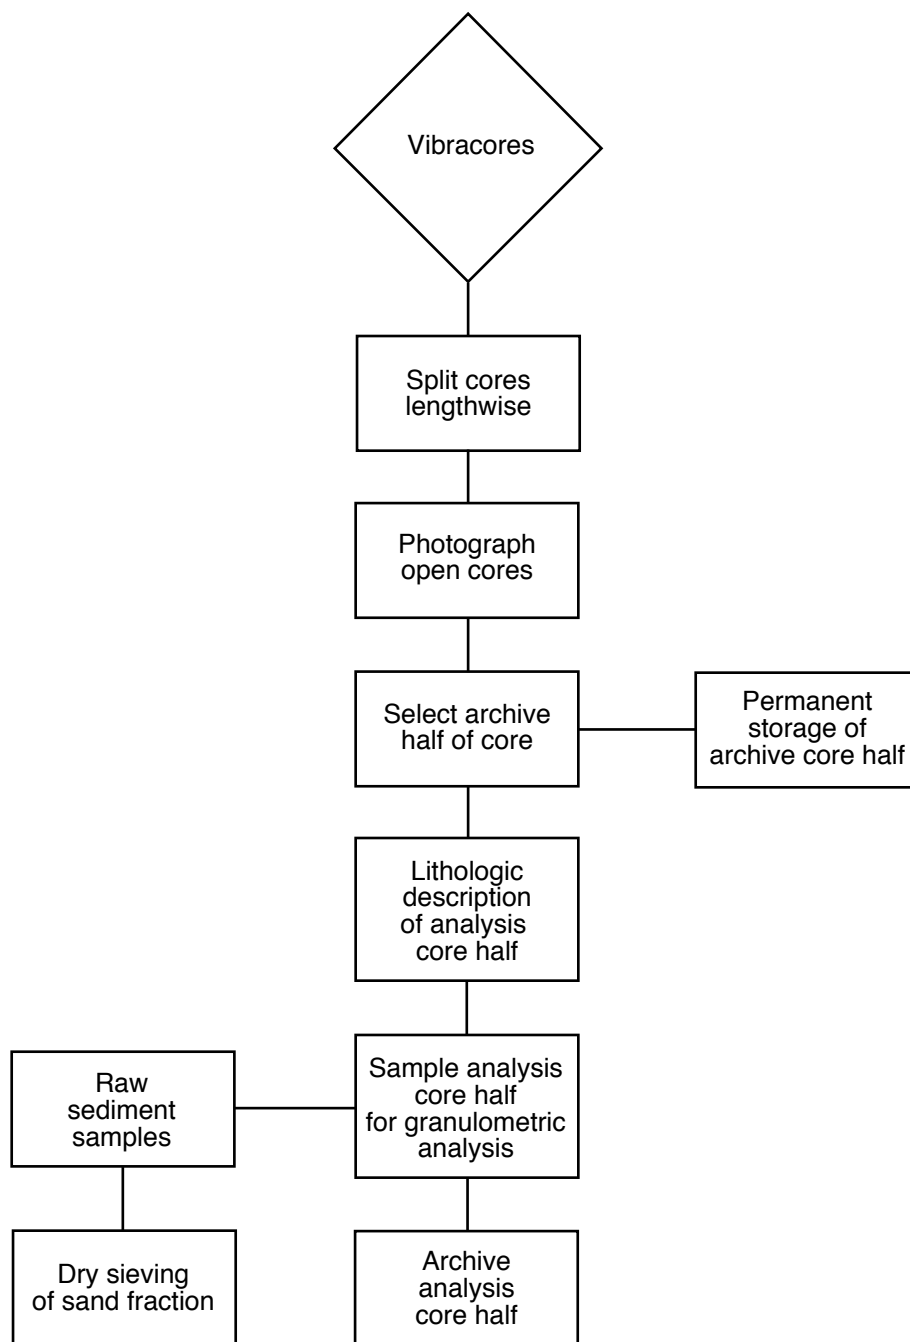 Vibracores
Split cores
lengthwise
Photograph
open cores
Select archive
half of core
Permanent
storage of
archive core half
Lithologic
description
of analysis
core half
Sample analysis
core half
for granulometric
analysis
Raw
sediment
samples
Dry sieving
of sand fraction
Archive
analysis
core half